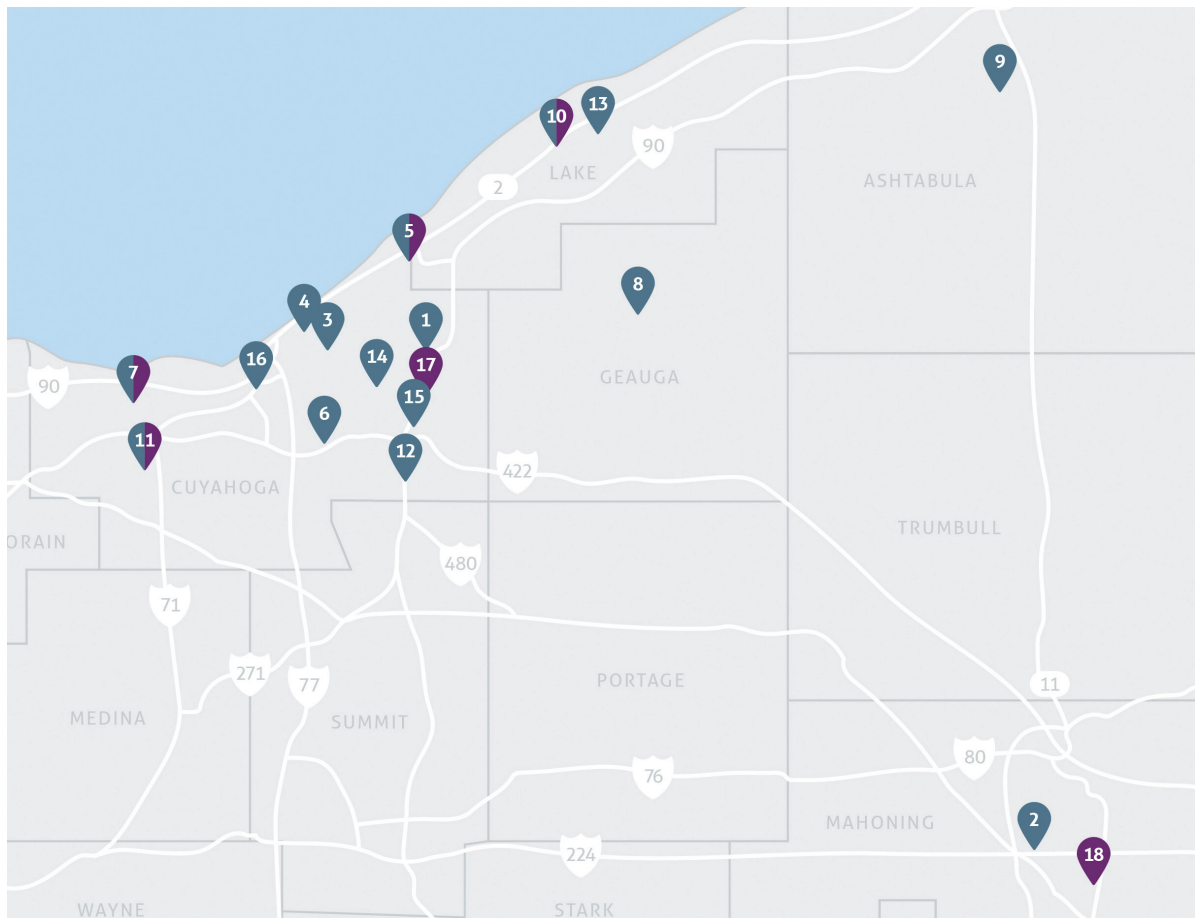 9
13
10
90
LAKE
ASHTABULA
2
5
8
4
3
1
14
16
17
7
GEAUGA
90
15
6
11
12
422
CUYAHOGA
TRUMBULL
ORAIN
480
71
271
77
PORTAGE
11
MEDINA
SUMMIT
80
76
2
MAHONING
224
18
WAYNE
STARK